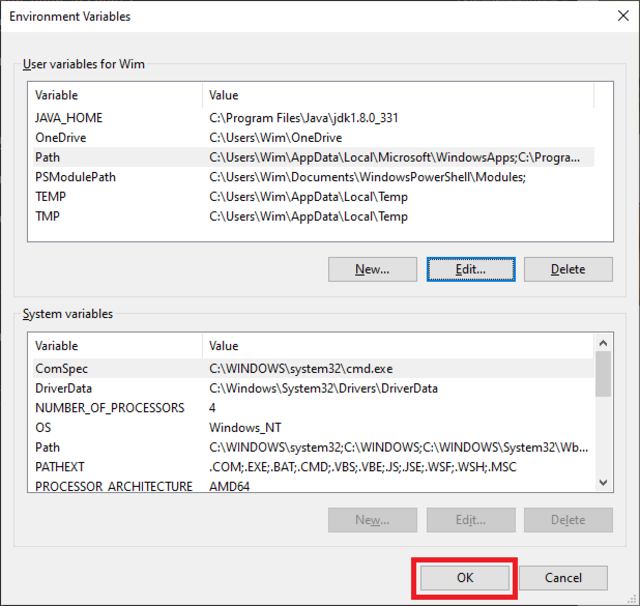 Environment Variables
User variables for Wim
Variable Value
JAVA_HOME C:\Program Files\Java\jdk1.8.0_331
OneDrive C:\Users\Wim\OneDrive
Path C:\Users\Wim\AppData\Local\Microsoft\WindowsApps;C:\Progra...
PSModulePath C:\Users\Wim\Documents\WindowsPowerShell\Modules;
TEMP C:\Users\Wim\AppData\Local\Temp
TMP C:\Users\Wim\AppData\Local\Temp
New... Edit... Delete
System variables
Variable Value
ComSpec C:\WINDOWS\system32\cmd.exe
DriverData C:\Windows\System32\Drivers\DriverData
NUMBER_OF_PROCESSORS 4
OS Windows_NT
Path C:\WINDOWS\system32;C:\WINDOWS;C:\WINDOWS\System32\Wb...
PATHEXT .COM;.EXE;.BAT;.CMD;.VBS;.VBE;.JS;.JSE;.WSF;.WSH;.MSC
PROCESSOR_ARCHITECTURE AMD64
New... Edit... Delete
OK Cancel